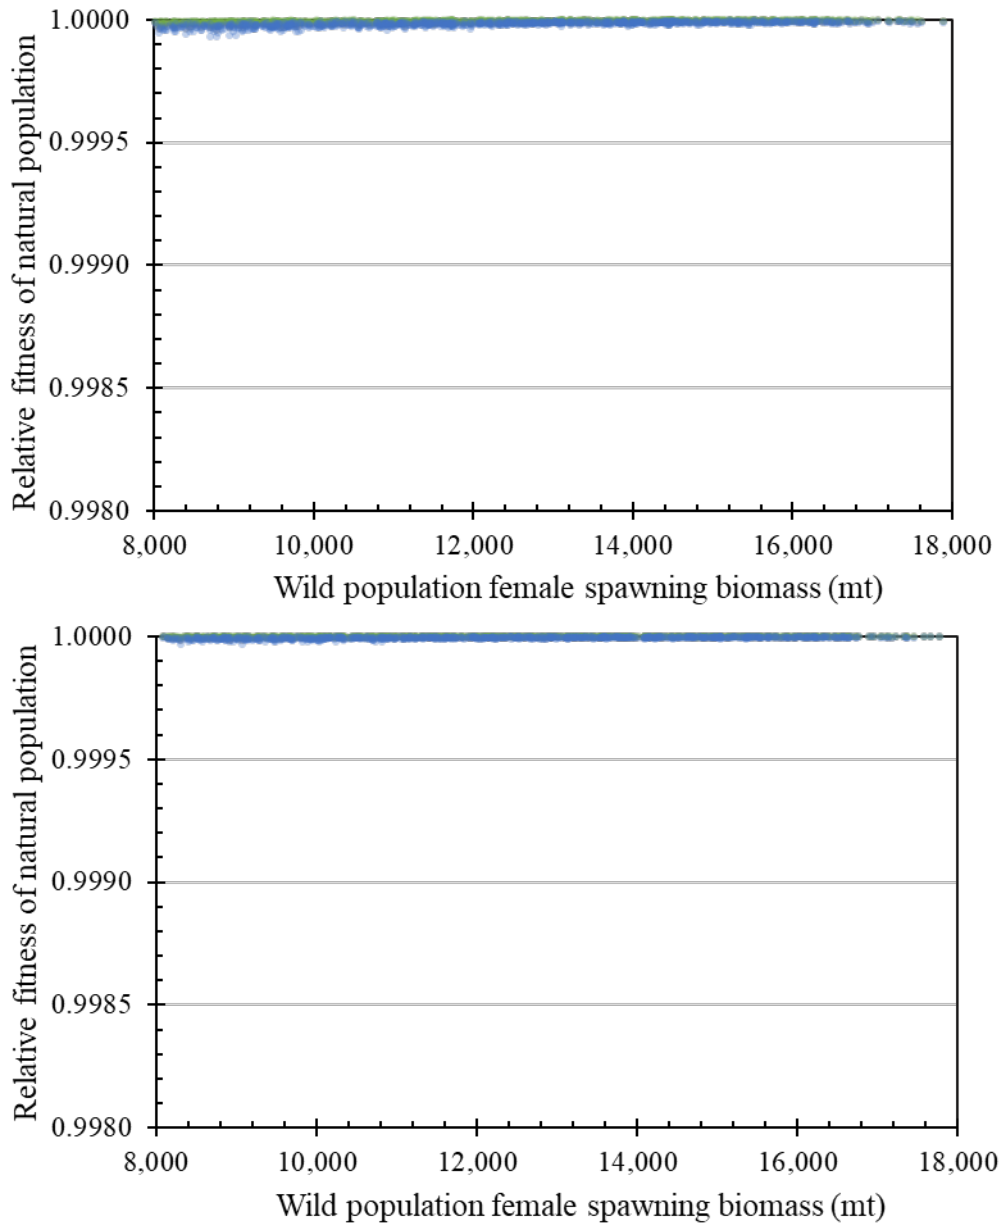 Relative fitness of natural population
1.0000
0.9995
0.9990
0.9985
0.9980
8,000 10,000 12,000 14,000 16,000 18,000
Wild population female spawning biomass (mt)
Relative fitness of natural population
1.0000
0.9995
0.9990
0.9985
0.9980
8,000 10,000 12,000 14,000 16,000 18,000
Wild population female spawning biomass (mt)